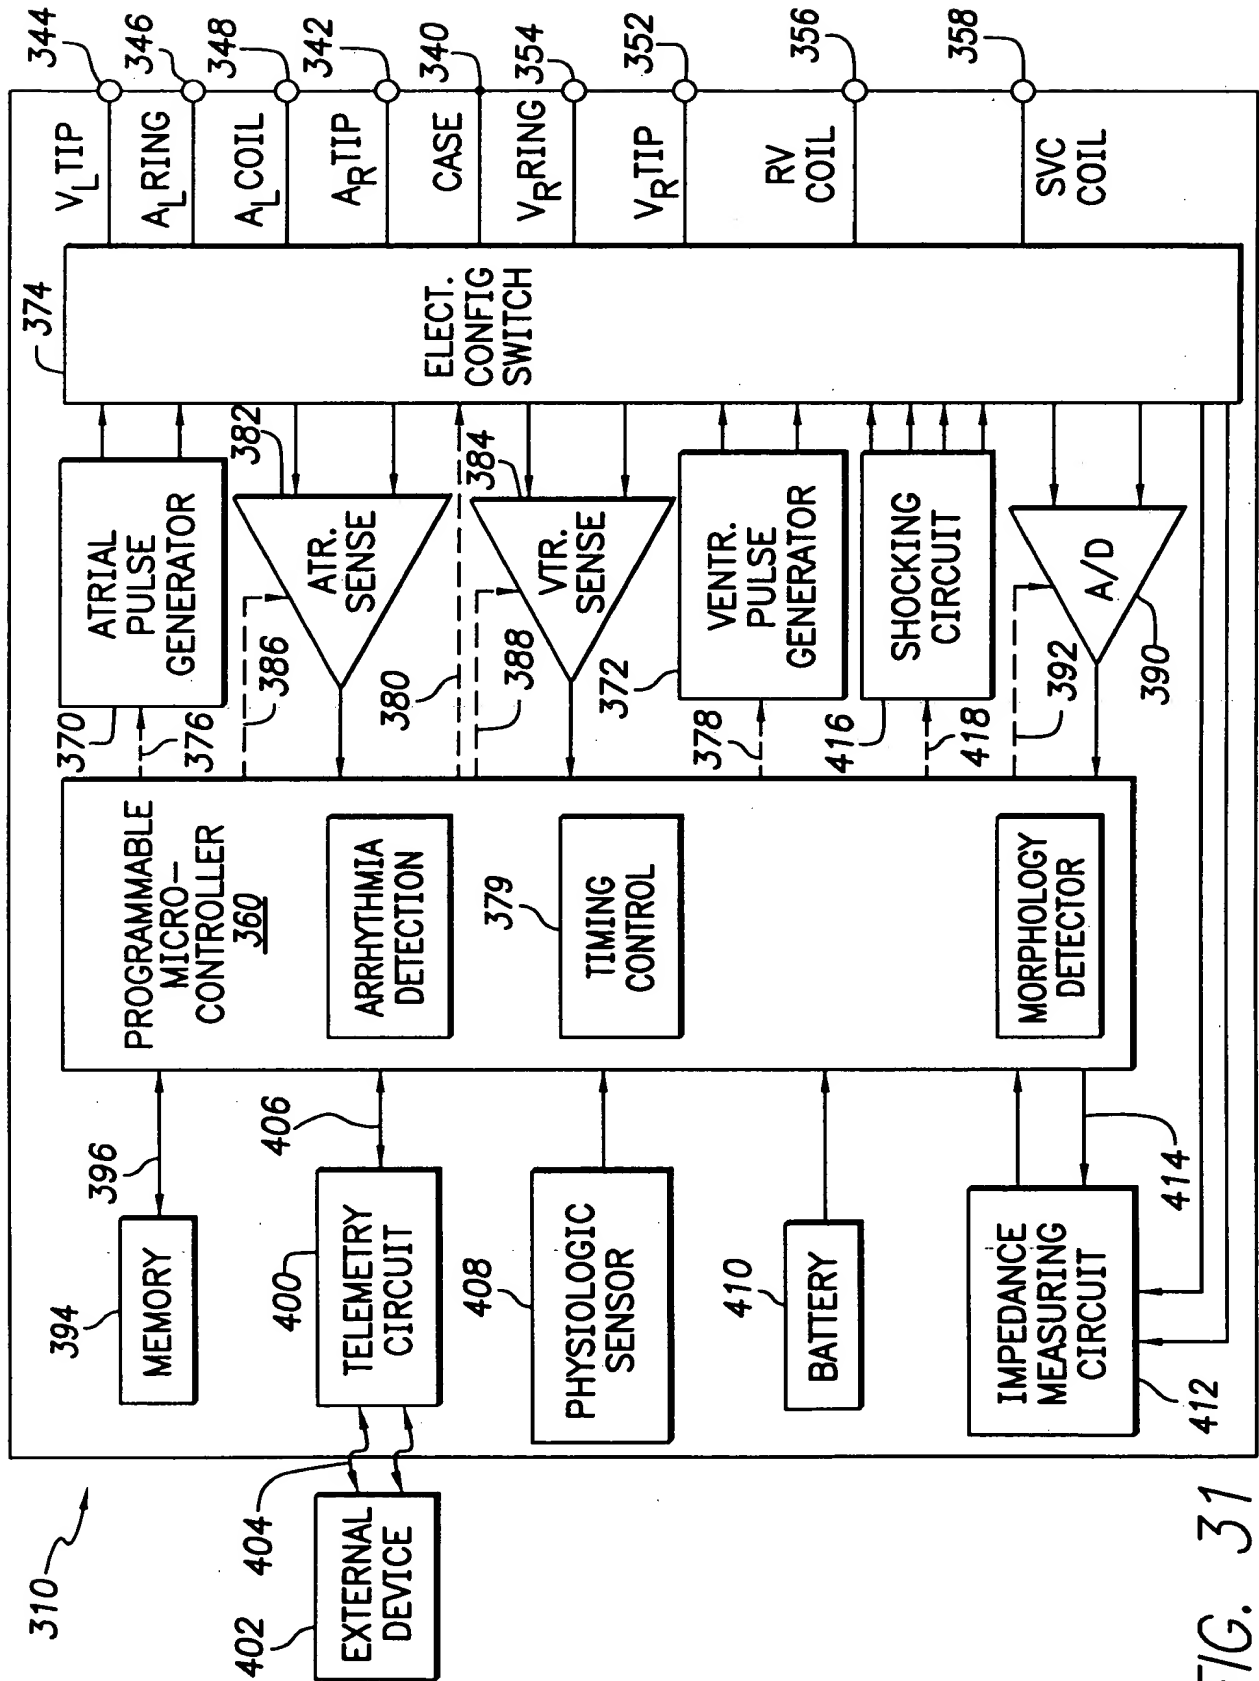 310
344
346
348
342
340
354
352
356
358
VLTIP
ALRING
ALCOIL
ARTIP
CASE
VRRING
VRTIP
RV
COIL
SVC
COIL
374
ELECT.
CONFIG
SWITCH
ATRIAL
PULSE
GENERATOR
370
376
382
ATR.
SENSE
386
380
384
VTR.
SENSE
388
372
VENTR.
PULSE
GENERATOR
378
SHOCKING
CIRCUIT
416
418
A/D
392
390
PROGRAMMABLE
MICRO–
CONTROLLER
360
ARRHYTHMIA
DETECTION
379
TIMING
CONTROL
MORPHOLOGY
DETECTOR
396
406
414
394
MEMORY
400
TELEMETRY
CIRCUIT
408
PHYSIOLOGIC
SENSOR
410
BATTERY
IMPEDANCE
MEASURING
CIRCUIT
412
404
402
EXTERNAL
DEVICE
FIG. 31